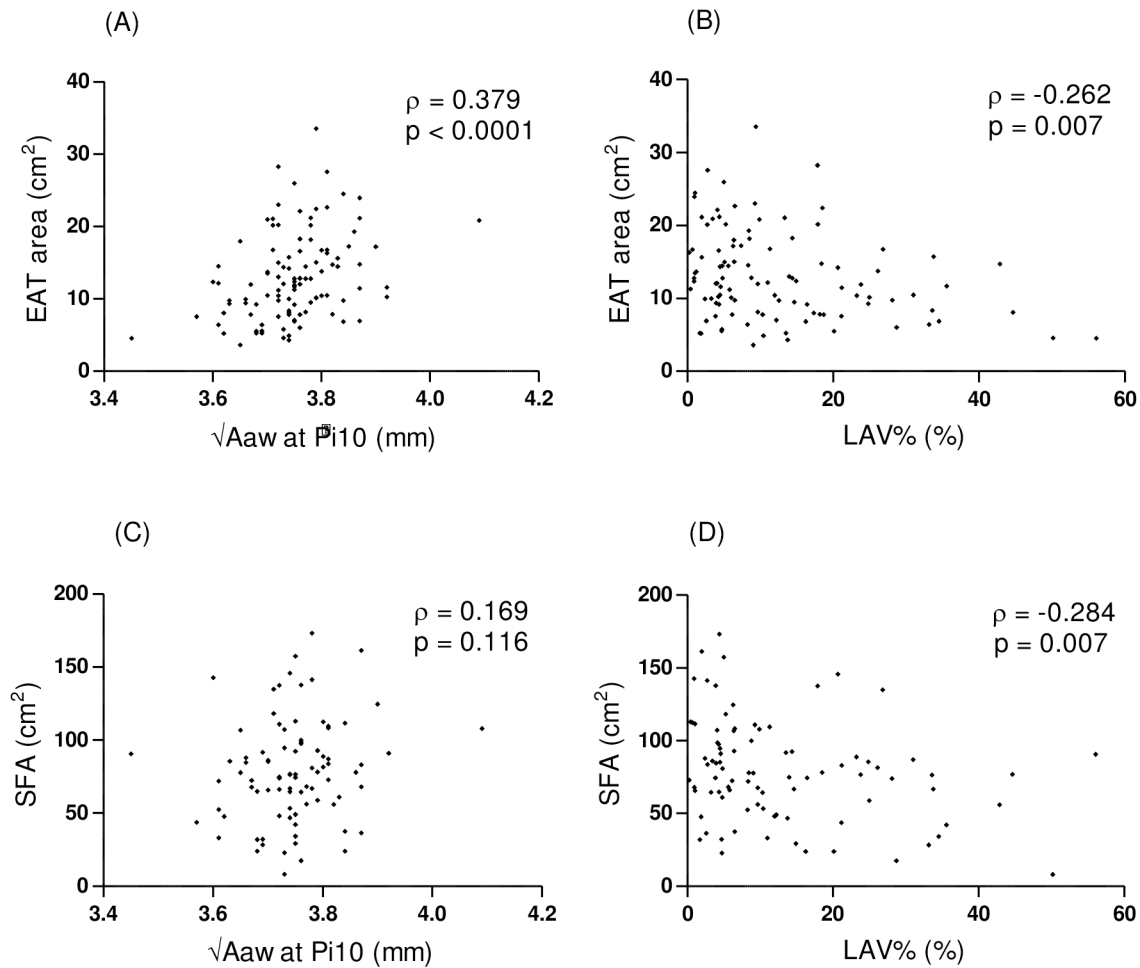 (A)
ρ = 0.379
p < 0.0001
EAT area (cm²)
40
30
20
10
0
3.4 3.6 3.8 4.0 4.2
√Aaw at Pi10 (mm)
(B)
ρ = -0.262
p = 0.007
EAT area (cm²)
40
30
20
10
0
0 20 40 60
LAV% (%)
(C)
ρ = 0.169
p = 0.116
SFA (cm²)
200
150
100
50
0
3.4 3.6 3.8 4.0 4.2
√Aaw at Pi10 (mm)
(D)
ρ = -0.284
p = 0.007
SFA (cm²)
200
150
100
50
0
0 20 40 60
LAV% (%)